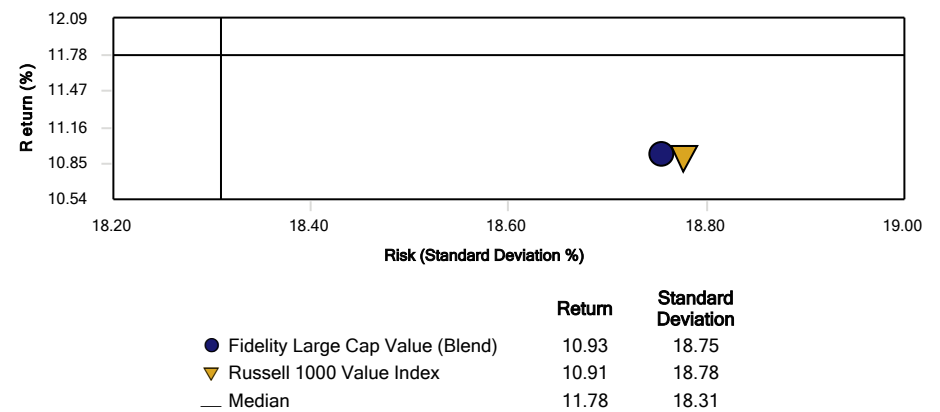 12.09
11.78
11.47
11.16
10.85
10.54
Return (%)
18.20 18.40 18.60 18.80 19.00
Risk (Standard Deviation %)
Return Standard Deviation
Fidelity Large Cap Value (Blend) 10.93 18.75
Russell 1000 Value Index 10.91 18.78
Median 11.78 18.31